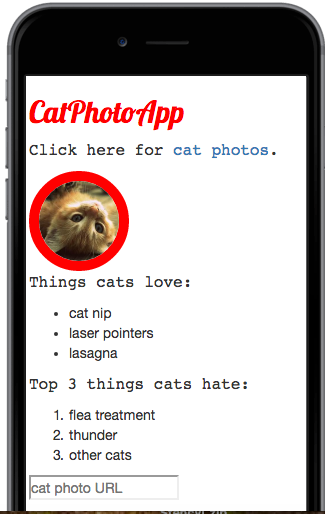 CatPhotoApp
Click here for cat photos.
Things cats love:
• cat nip
• laser pointers
• lasagna
Top 3 things cats hate:
1. flea treatment
2. thunder
3. other cats
cat photo URL